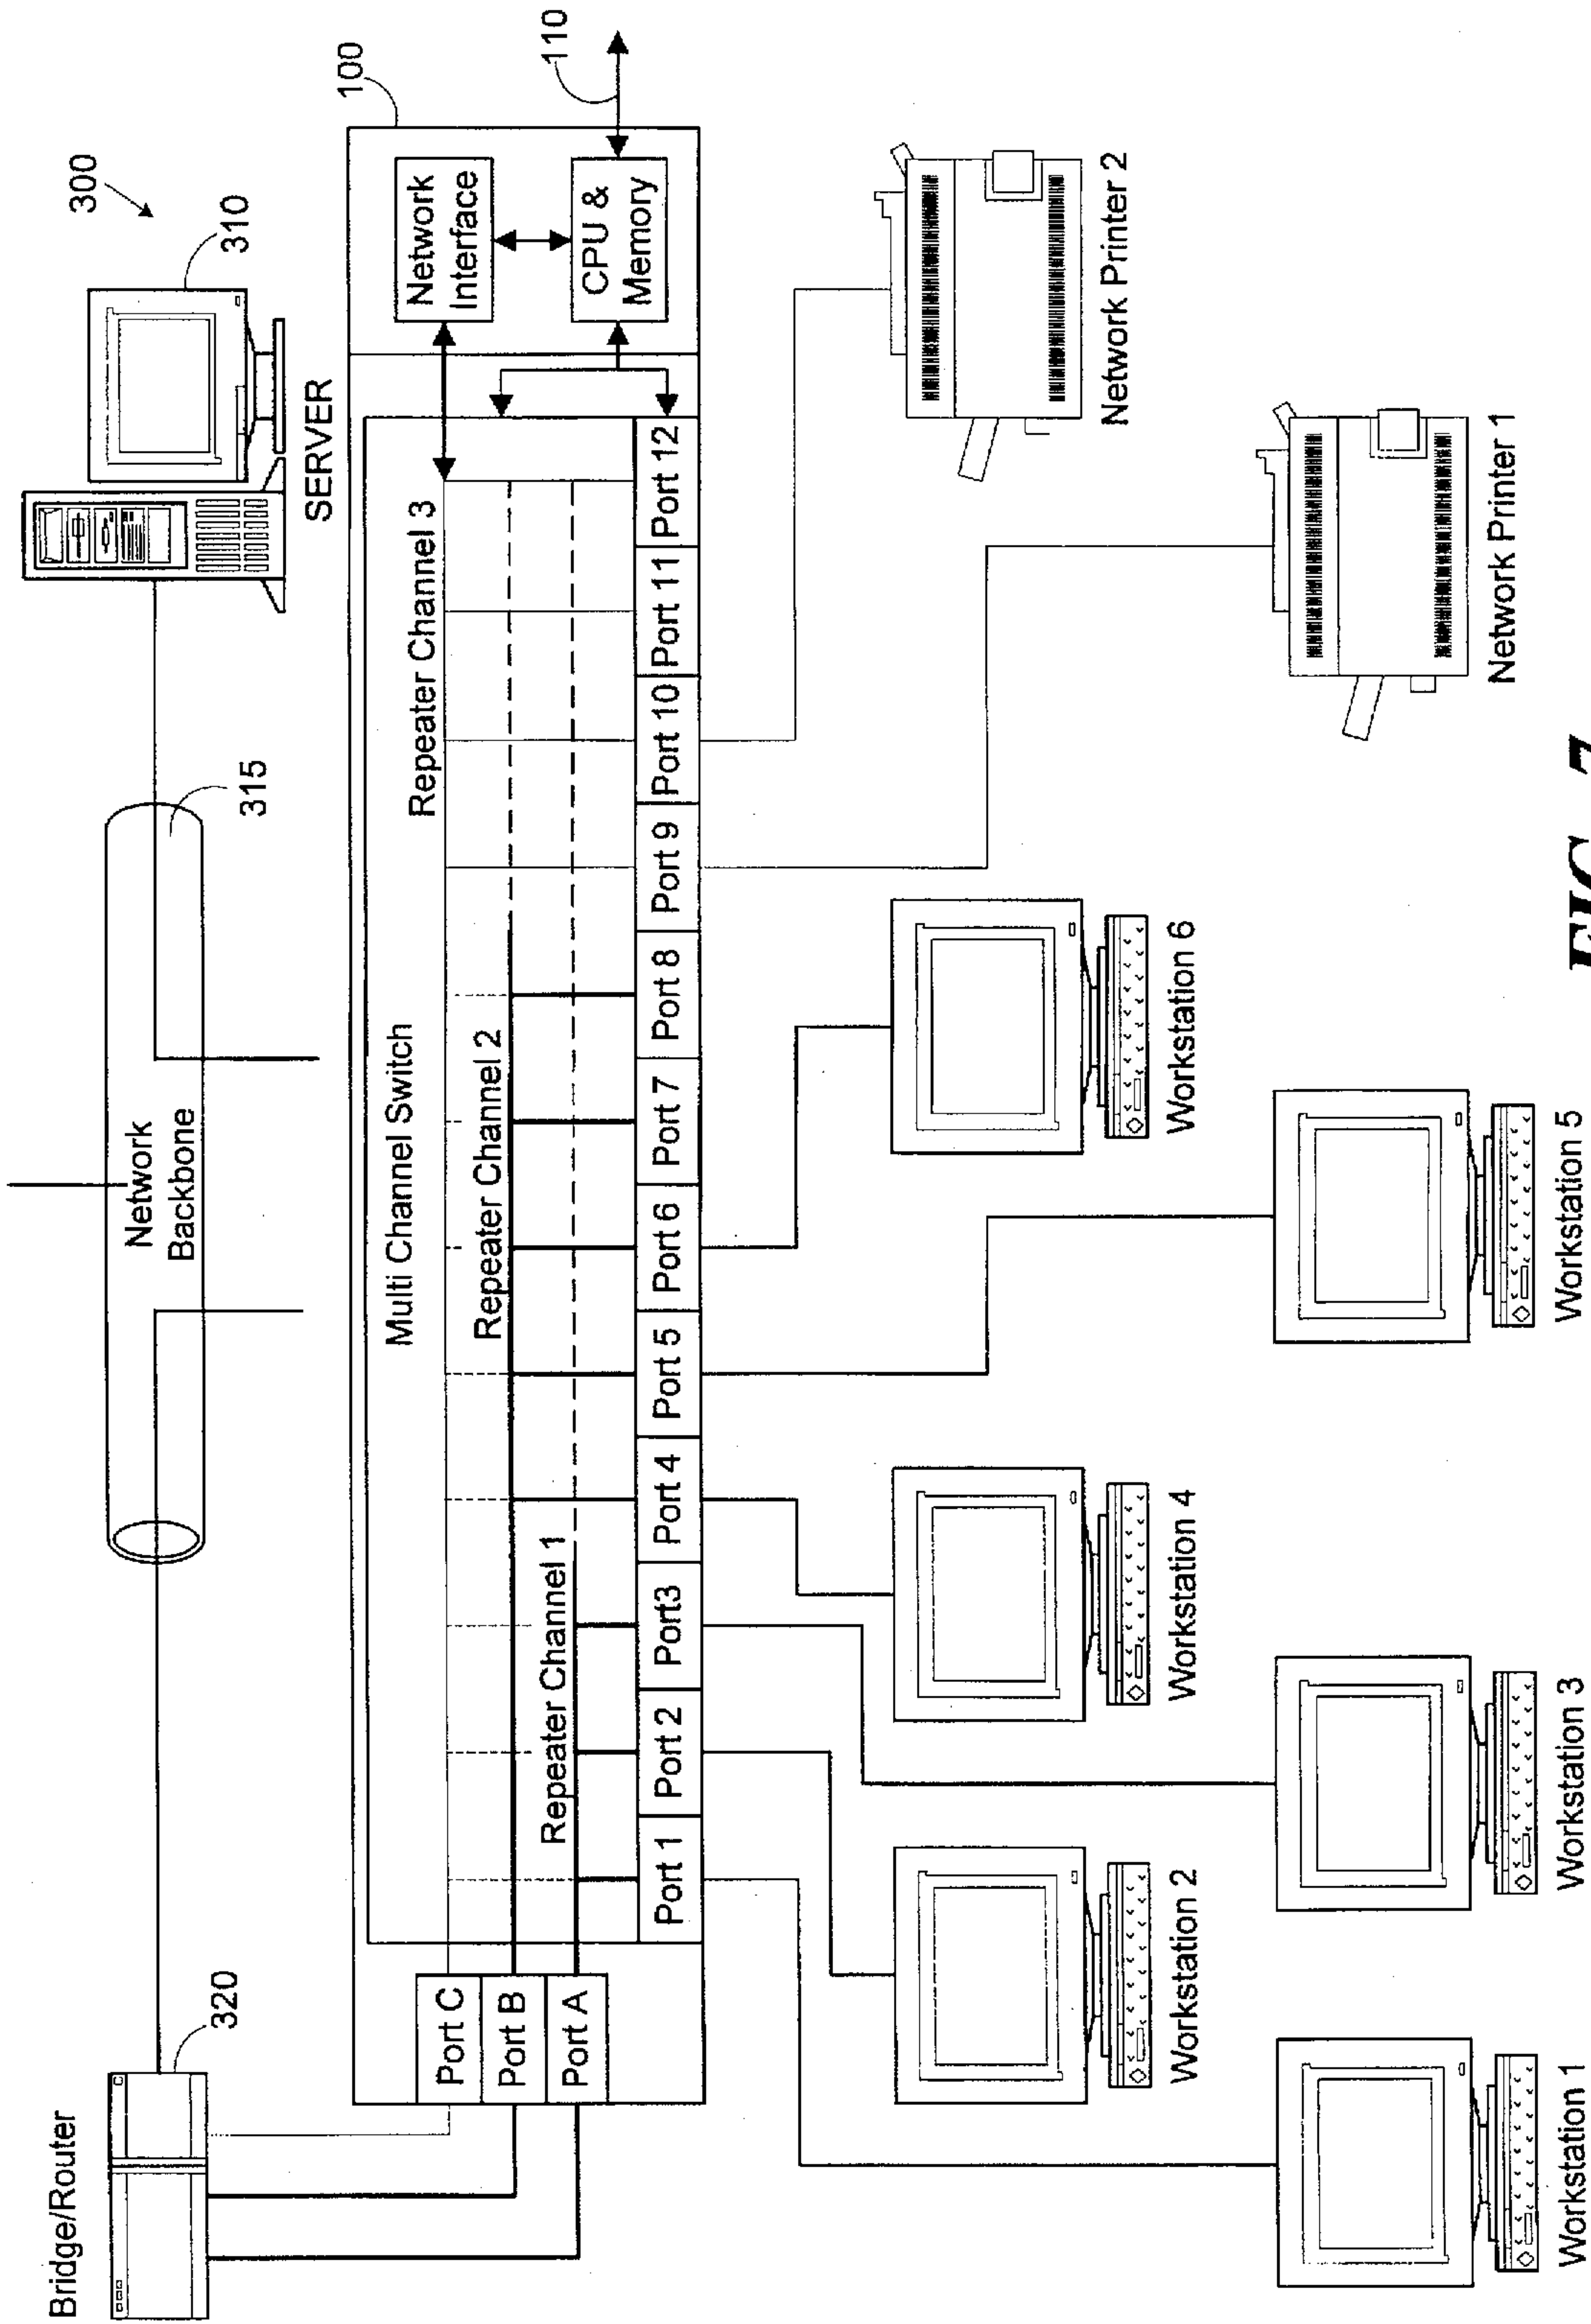 Bridge/Router
320
Network
Backbone
315
300
310
SERVER
100
110
Multi Channel Switch
Repeater Channel 3
Repeater Channel 2
Repeater Channel 1
Network
Interface
CPU &
Memory
Port C
Port B
Port A
Port 1
Port 2
Port3
Port 4
Port 5
Port 6
Port 7
Port 8
Port 9
Port 10
Port 11
Port 12
Workstation 2
Workstation 4
Workstation 6
Network Printer 2
Workstation 1
Workstation 3
Workstation 5
Network Printer 1
FIG. 7